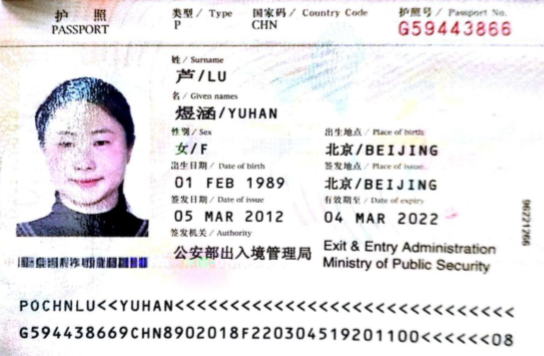 护照 类型 / Type 国家码 / Country Code 护照号 / Passport No.
PASSPORT P CHN G59443866
姓 / Surname
芦/LU
名 / Given names
煜涵/YUHAN
性别 / Sex 出生地点 / Place of birth
女/F 北京/BEIJING
出生日期 / Date of birth 签发地点 / Place of issue
01 FEB 1989 北京/BEIJING
签发日期 / Date of issue 有效期至 / Date of expiry
05 MAR 2012 04 MAR 2022
签发机关 / Authority
公安部出入境管理局 Exit & Entry Administration
Ministry of Public Security
96221266
POCHNLU<<YUHAN<<<<<<<<<<<<<<<<<<<<<<<<<<<<<<
G594438669CHN8902018F220304519201100<<<<<<08